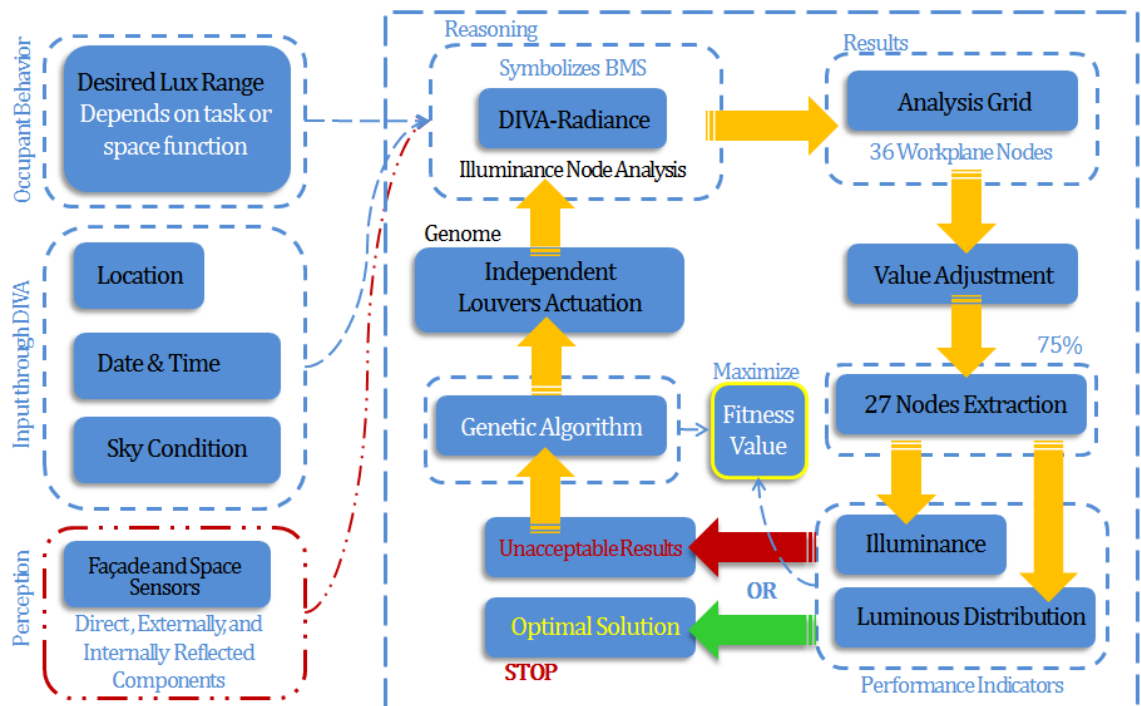 Occupant Behavior
Desired Lux Range
Depends on task or
space function
Input through DIVA
Location
Date & Time
Sky Condition
Perception
Façade and Space
Sensors
Direct, Externally, and
Internally Reflected
Components
Reasoning
Symbolizes BMS
DIVA-Radiance
Illuminance Node Analysis
Genome
Independent
Louvers Actuation
Genetic Algorithm
Maximize
Fitness
Value
Unacceptable Results
OR
Optimal Solution
STOP
Results
Analysis Grid
36 Workplane Nodes
Value Adjustment
75%
27 Nodes Extraction
Illuminance
Luminous Distribution
Performance Indicators